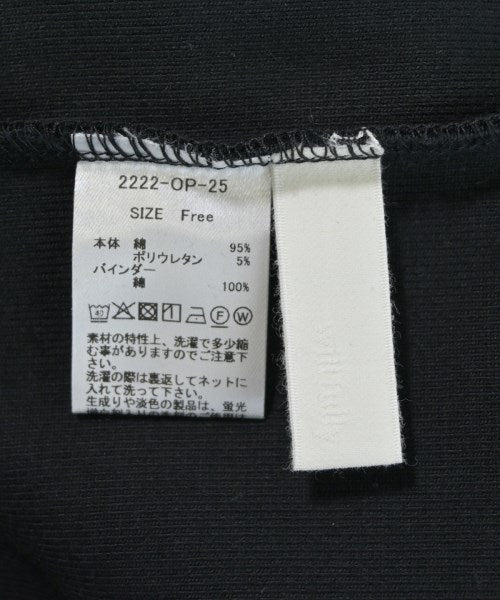 2222-OP-25
SIZE Free
本体 綿 95%
ポリウレタン 5%
バインダー
綿 100%
40
F W
素材の特性上、洗濯で多少縮
む事がありますのでご注意下
さい。
洗濯の際は裏返してネットに
入れて洗って下さい。
生成りや淡色の製品は、蛍光